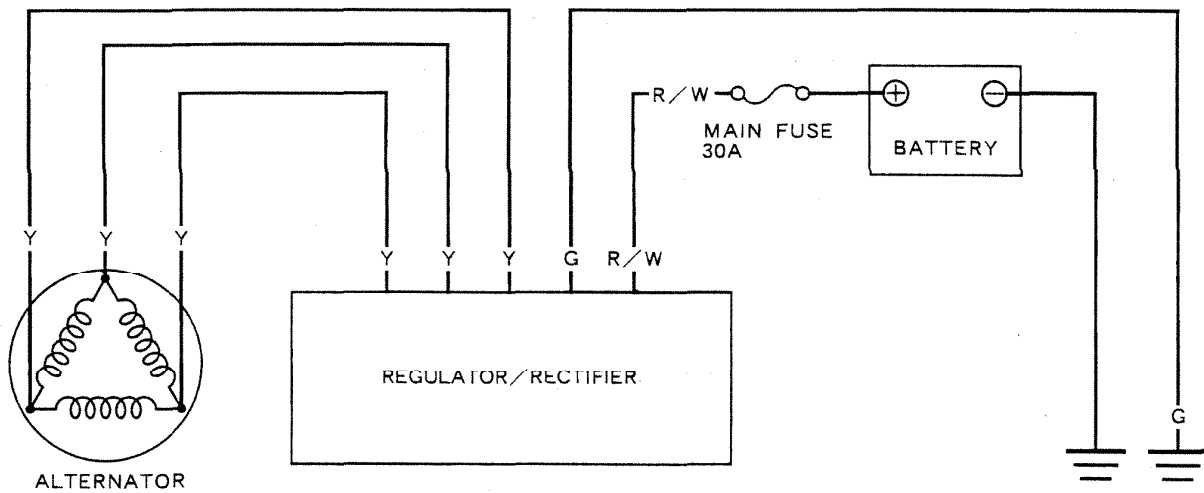 R/W
MAIN FUSE
30A
BATTERY
Y Y Y
Y Y Y G R/W
REGULATOR/RECTIFIER
G
ALTERNATOR